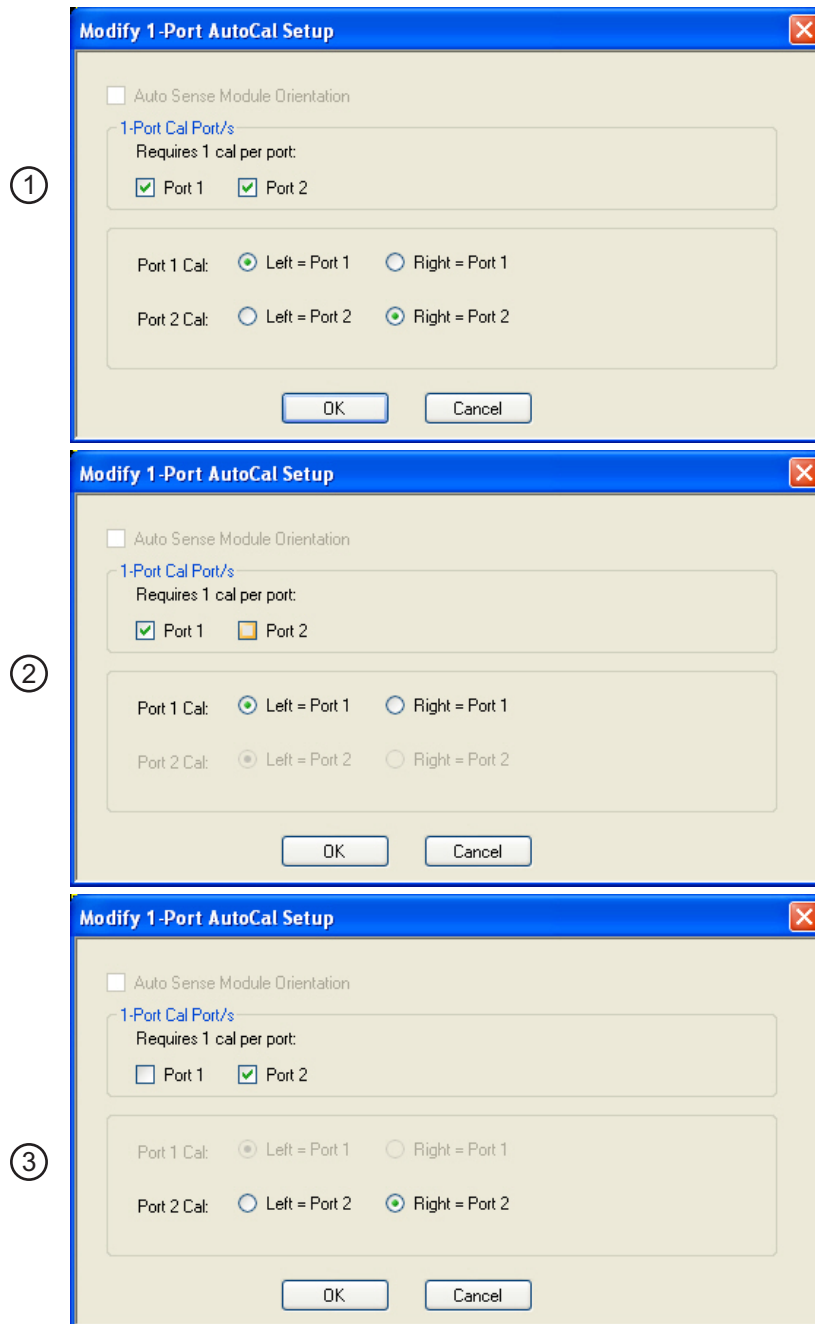 Modify 1-Port AutoCal Setup
Auto Sense Module Orientation
1-Port Cal Port/s
Requires 1 cal per port:
1
Port 1 Port 2
Port 1 Cal: Left = Port 1 Right = Port 1
Port 2 Cal: Left = Port 2 Right = Port 2
OK Cancel
Modify 1-Port AutoCal Setup
Auto Sense Module Orientation
1-Port Cal Port/s
Requires 1 cal per port:
Port 1 Port 2
2
Port 1 Cal: Left = Port 1 Right = Port 1
Port 2 Cal: Left = Port 2 Right = Port 2
OK Cancel
Modify 1-Port AutoCal Setup
Auto Sense Module Orientation
1-Port Cal Port/s
Requires 1 cal per port:
Port 1 Port 2
3
Port 1 Cal: Left = Port 1 Right = Port 1
Port 2 Cal: Left = Port 2 Right = Port 2
OK Cancel